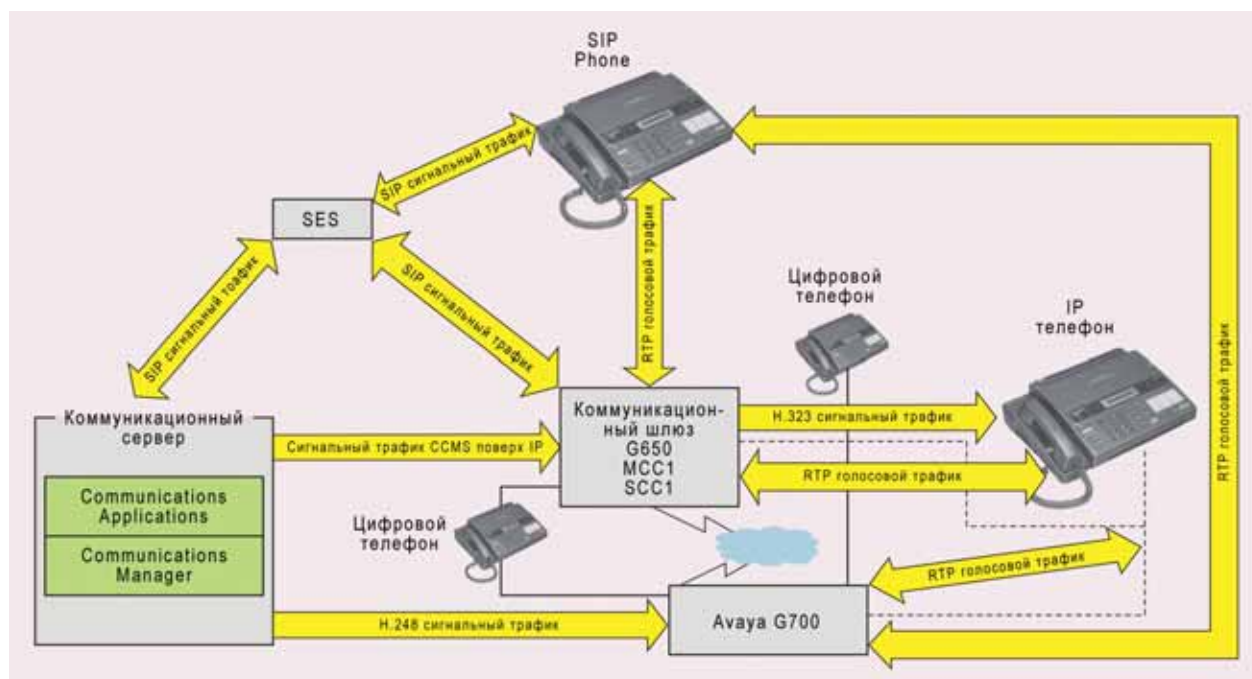 SIP
Phone
SIP сигнальный трафик
SES
SIP сигнальный тоафик
SIP сигнальный трафик
RTP голосовой трафик
Цифровой
телефон
IP
телефон
RTP голосовой трафик
Коммуникационный
сервер
Communications
Applications
Communications
Manager
Сигнальный трафик CCMS поверх IP
Коммуникацион-
ный шлюз
G650
MCC1
SCC1
H.323 сигнальный трафик
RTP голосовой трафик
Цифровой
телефон
RTP голосовой трафик
H.248 сигнальный трафик
Avaya G700